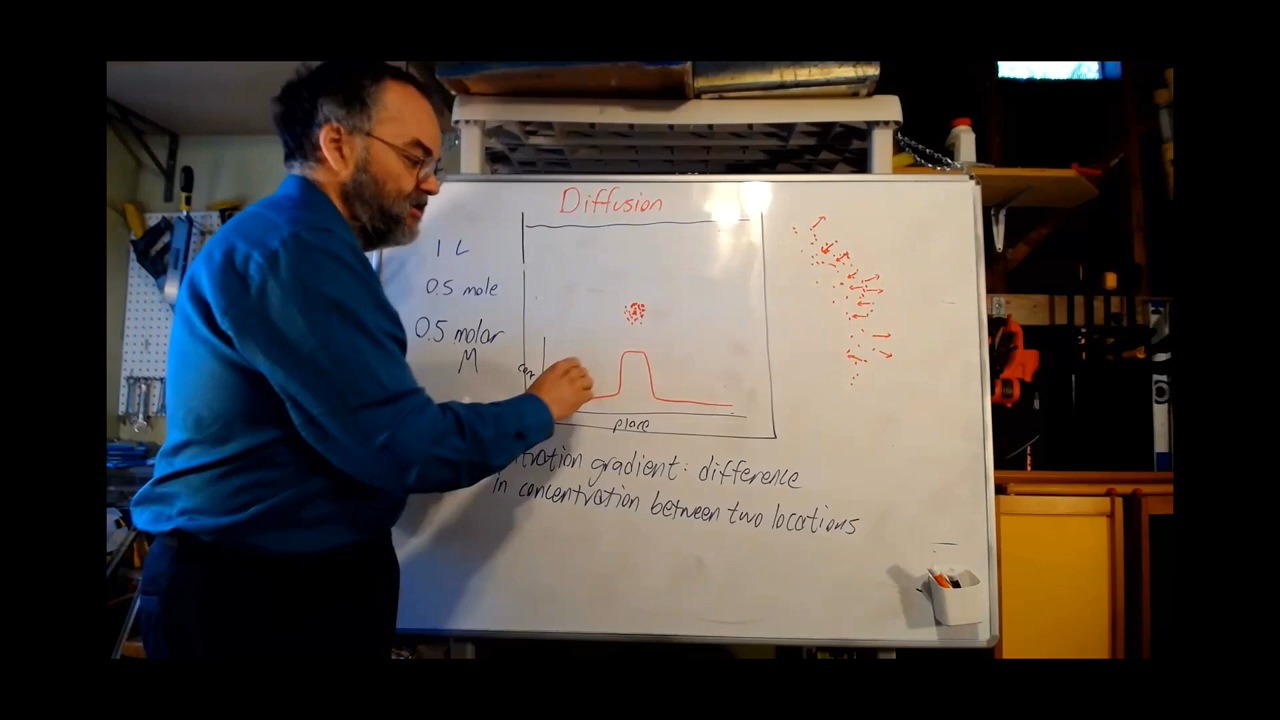 Diffusion
1 L
0.5 mole
0.5 molar
M
place
gradient: difference
in concentration between two locations